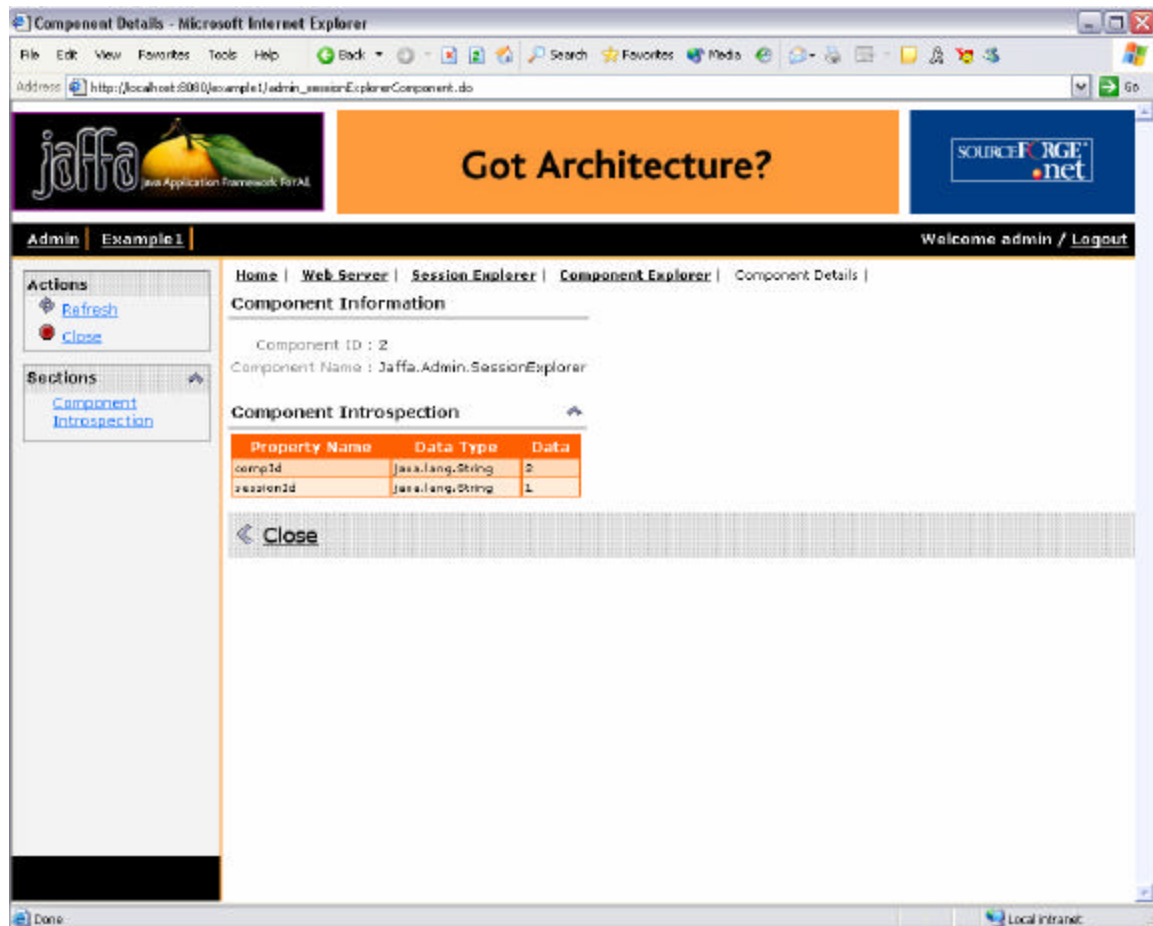 Component Details - Microsoft Internet Explorer
File Edit View Favorites Tools Help Back Search Favorites Media
Address http://localhost:8080/example1/admin_sessionExplorerComponent.do Go
jaffa Java Application Framework For All
Got Architecture?
SOURCEFORGE.net
Admin Example1 Welcome admin / Logout
Actions
Refresh
Close
Sections
Component
Introspection
Home | Web Server | Session Explorer | Component Explorer | Component Details |
Component Information
Component ID : 2
Component Name : Jaffa.Admin.SessionExplorer
Component Introspection
Property Name Data Type Data
compId java.lang.String 2
sessionId java.lang.String 1
Close
Done Local intranet